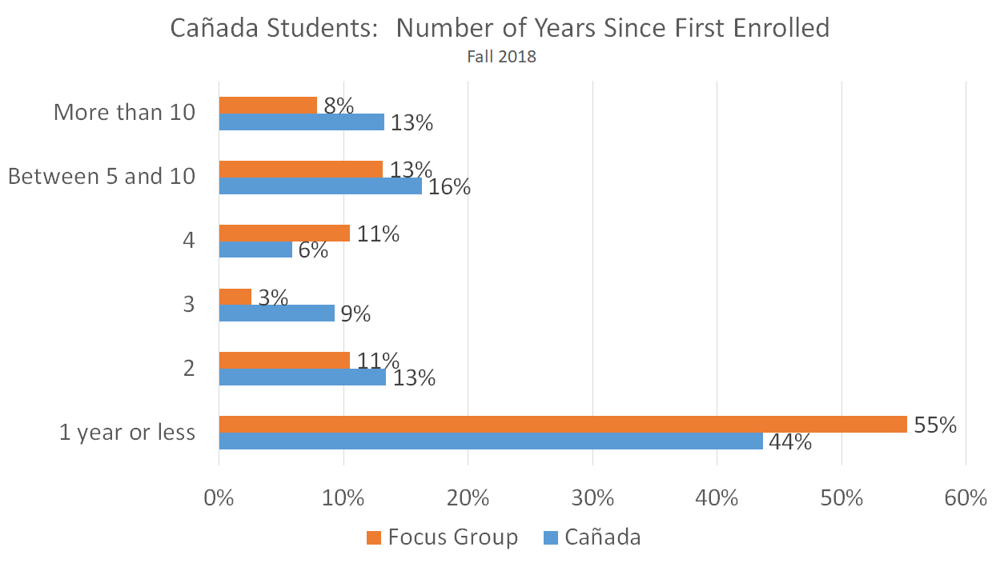 Cañada Students:  Number of Years Since First Enrolled
Fall 2018
More than 10
8%
13%
Between 5 and 10
13%
16%
4
11%
6%
3
3%
9%
2
11%
13%
1 year or less
55%
44%
0% 10% 20% 30% 40% 50% 60%
Focus Group Cañada